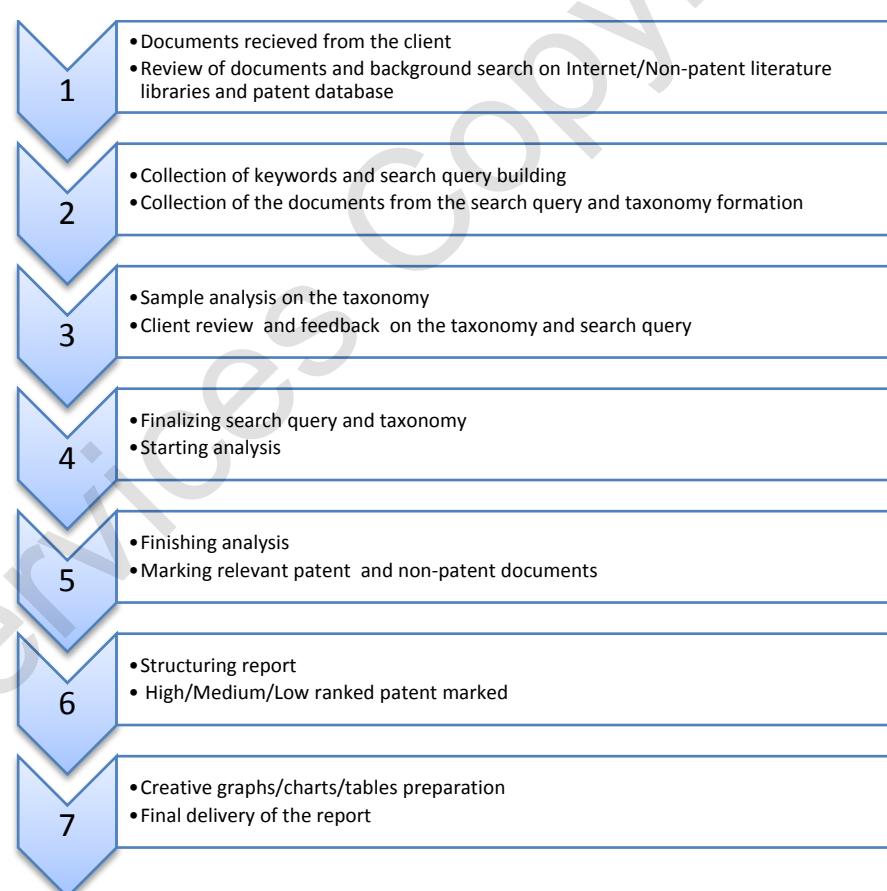 1
•Documents recieved from the client
•Review of documents and background search on Internet/Non-patent literature
libraries and patent database
2
•Collection of keywords and search query building
•Collection of the documents from the search query and taxonomy formation
3
•Sample analysis on the taxonomy
•Client review and feedback on the taxonomy and search query
4
•Finalizing search query and taxonomy
•Starting analysis
5
•Finishing analysis
•Marking relevant patent and non-patent documents
6
•Structuring report
• High/Medium/Low ranked patent marked
7
•Creative graphs/charts/tables preparation
•Final delivery of the report